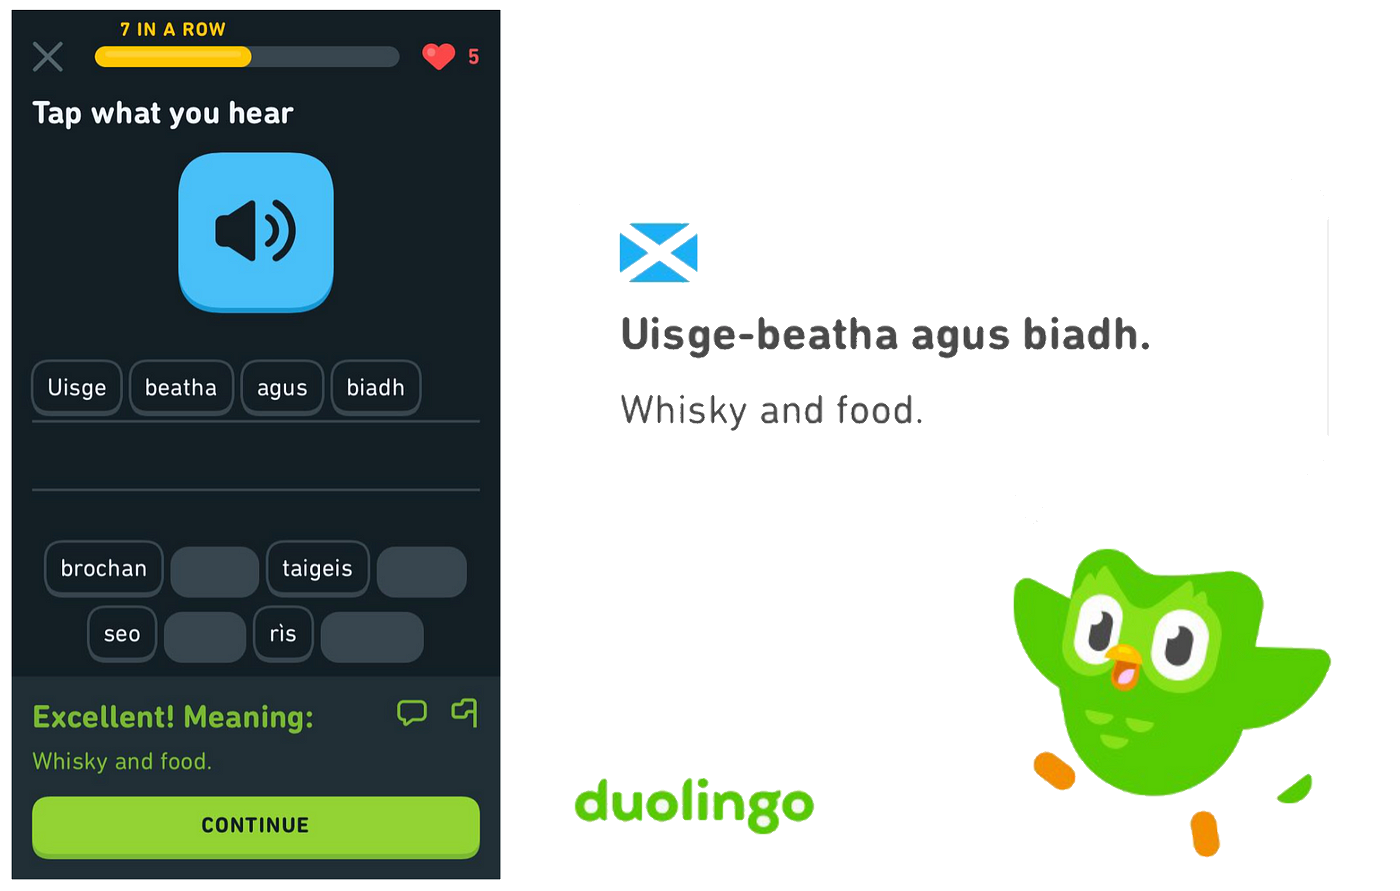 7 IN A ROW
5
Tap what you hear
Uisge beatha agus biadh
brochan taigeis
seo rìs
Excellent! Meaning:
Whisky and food.
CONTINUE
Uisge-beatha agus biadh.
Whisky and food.
duolingo